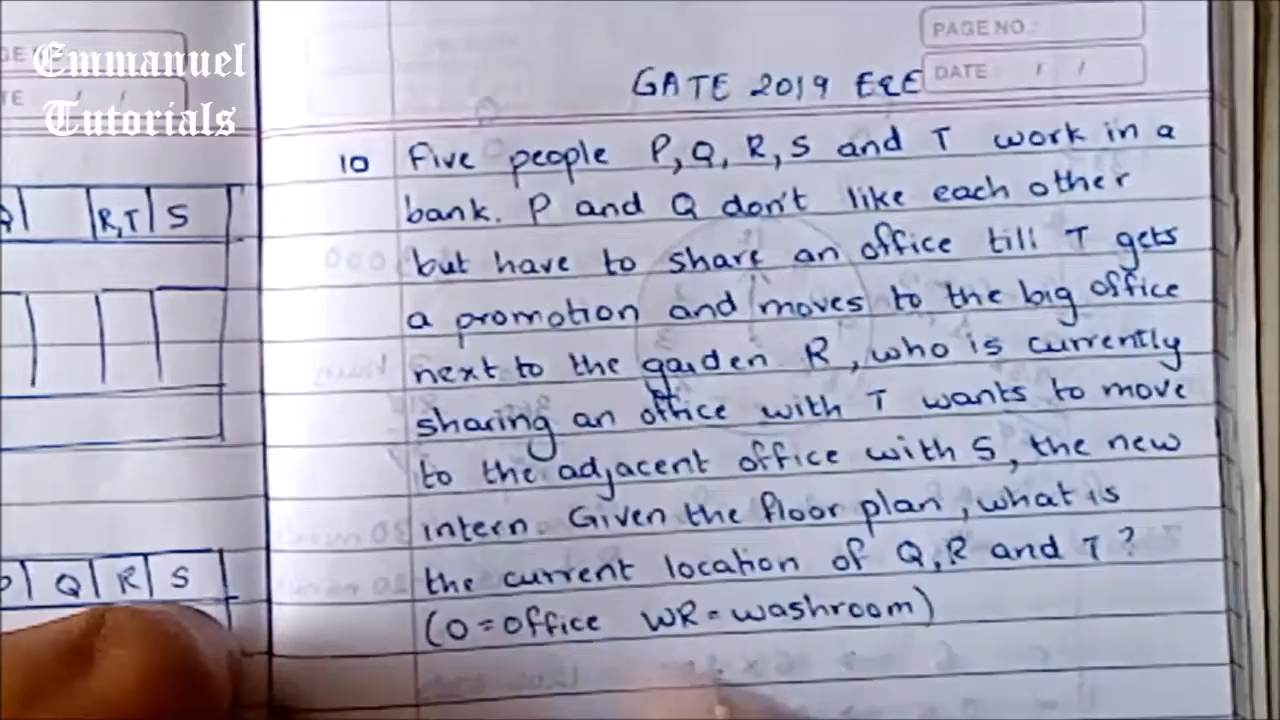 Emmanuel
Tutorials
PAGE NO.:
DATE: / /
GATE 2019 E&E
R,T S
Q R S
10 Five people P, Q, R, S and T work in a
bank. P and Q don't like each other
but have to share an office till T gets
a promotion and moves to the big office
next to the garden R, who is currently
sharing an office with T wants to move
to the adjacent office with S, the new
intern. Given the floor plan, what is
the current location of Q, R and T?
(O = office WR = washroom)